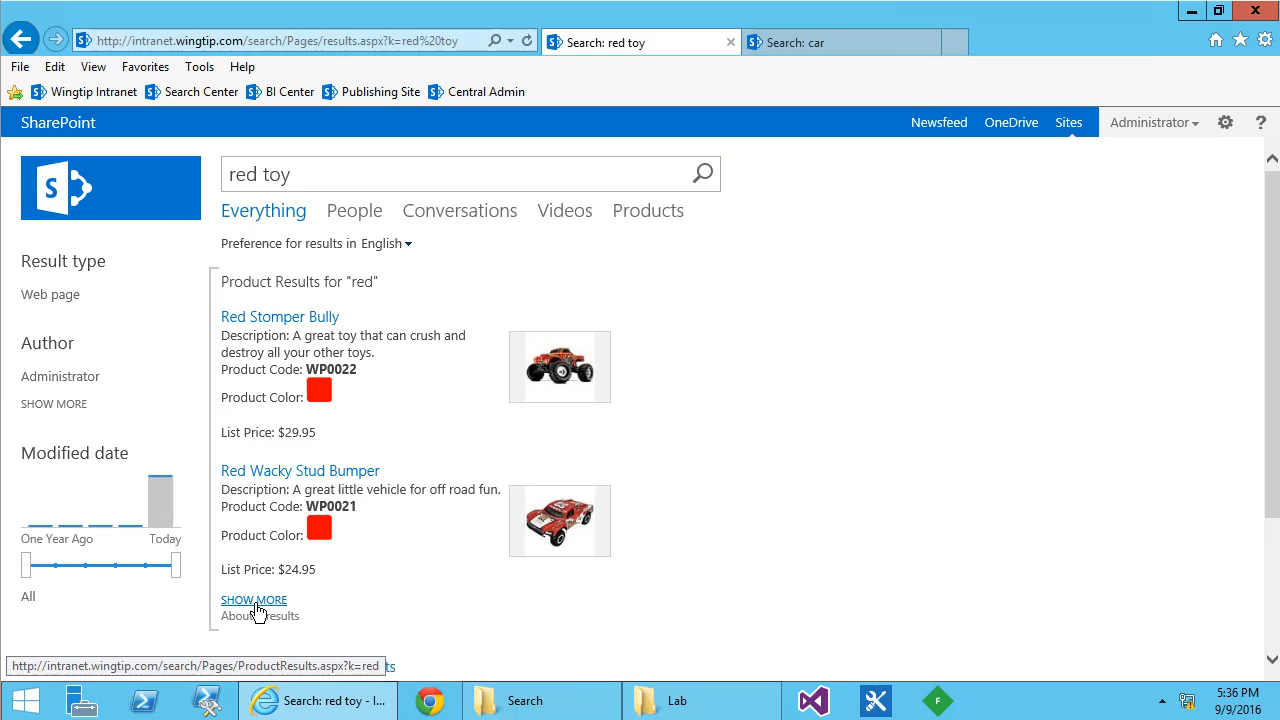 http://intranet.wingtip.com/search/Pages/results.aspx?k=red%20toy
Search: red toy
Search: car
File Edit View Favorites Tools Help
Wingtip Intranet Search Center BI Center Publishing Site Central Admin
SharePoint
Newsfeed OneDrive Sites Administrator ?
S
red toy
Everything People Conversations Videos Products
Preference for results in English
Result type
Web page
Author
Administrator
SHOW MORE
Modified date
One Year Ago Today
All
Product Results for "red"
Red Stomper Bully
Description: A great toy that can crush and
destroy all your other toys.
Product Code: WP0022
Product Color:
List Price: $29.95
Red Wacky Stud Bumper
Description: A great little vehicle for off road fun.
Product Code: WP0021
Product Color:
List Price: $24.95
SHOW MORE
results
http://intranet.wingtip.com/search/Pages/ProductResults.aspx?k=red
Search: red toy - I...
Search
Lab
F
5:36 PM
9/9/2016